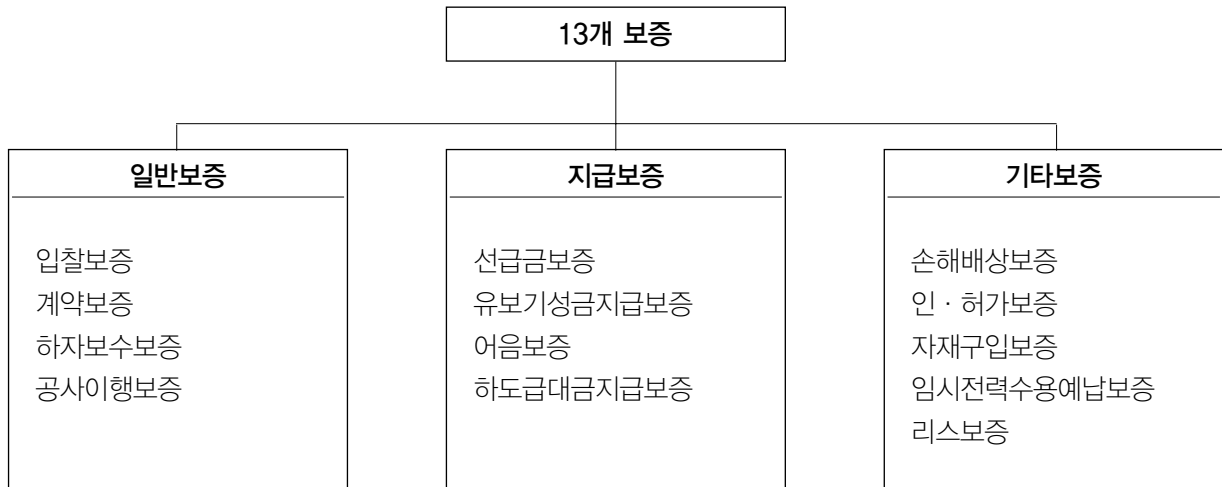 13개 보증
일반보증
입찰보증
계약보증
하자보수보증
공사이행보증
지급보증
선급금보증
유보기성금지급보증
어음보증
하도급대금지급보증
기타보증
손해배상보증
인 · 허가보증
자재구입보증
임시전력수용예납보증
리스보증